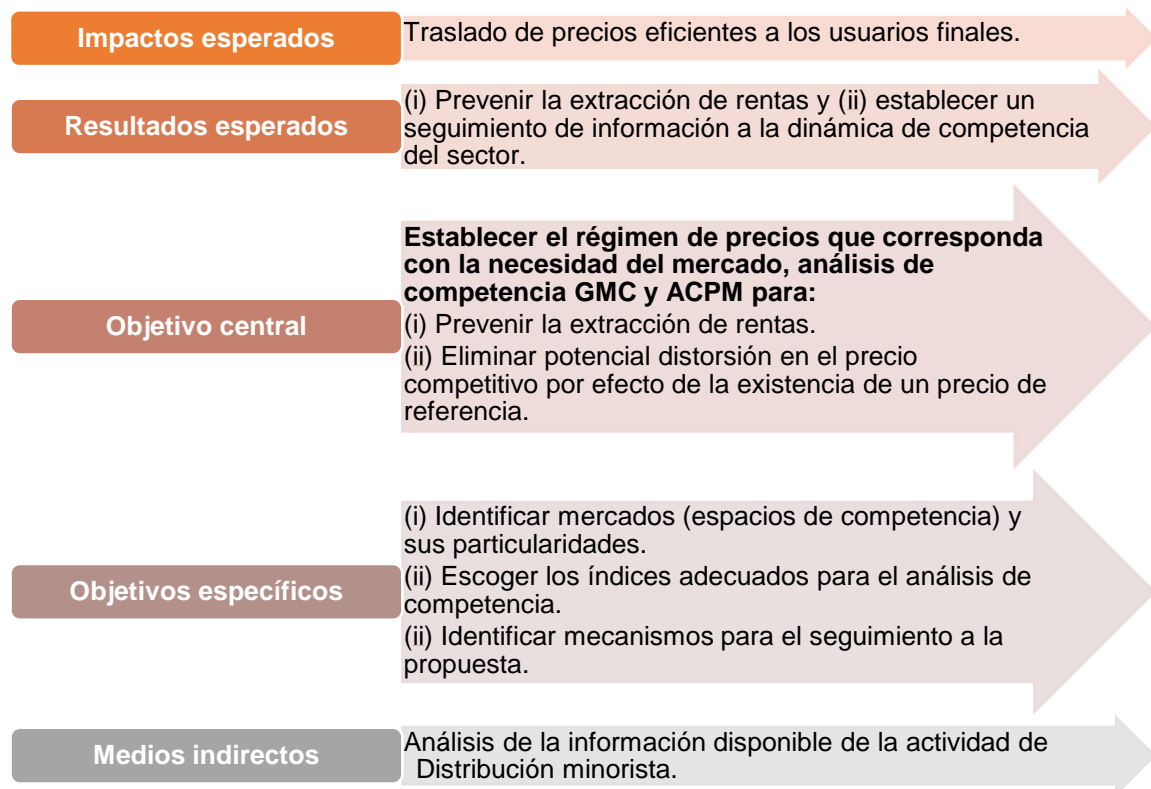 Impactos esperados
Traslado de precios eficientes a los usuarios finales.
Resultados esperados
(i) Prevenir la extracción de rentas y (ii) establecer un
seguimiento de información a la dinámica de competencia
del sector.
Objetivo central
Establecer el régimen de precios que corresponda
con la necesidad del mercado, análisis de
competencia GMC y ACPM para:
(i) Prevenir la extracción de rentas.
(ii) Eliminar potencial distorsión en el precio
competitivo por efecto de la existencia de un precio de
referencia.
Objetivos específicos
(i) Identificar mercados (espacios de competencia) y
sus particularidades.
(ii) Escoger los índices adecuados para el análisis de
competencia.
(ii) Identificar mecanismos para el seguimiento a la
propuesta.
Medios indirectos
Análisis de la información disponible de la actividad de
Distribución minorista.